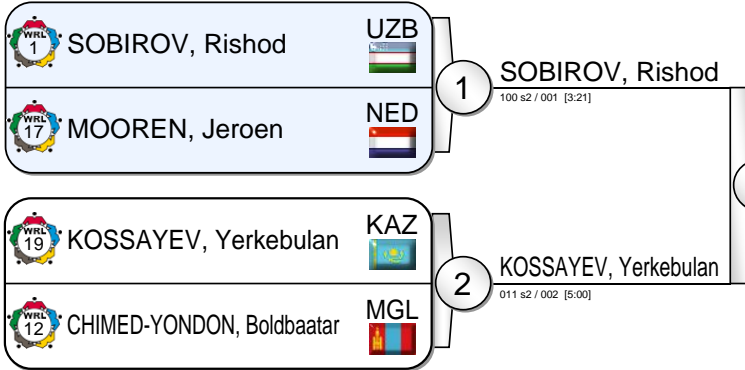 WRL
1
SOBIROV, Rishod
UZB
WRL
17
MOOREN, Jeroen
NED
1
SOBIROV, Rishod
100 s2 / 001 [3:21]
WRL
19
KOSSAYEV, Yerkebulan
KAZ
WRL
12
CHIMED-YONDON, Boldbaatar
MGL
2
KOSSAYEV, Yerkebulan
011 s2 / 002 [5:00]